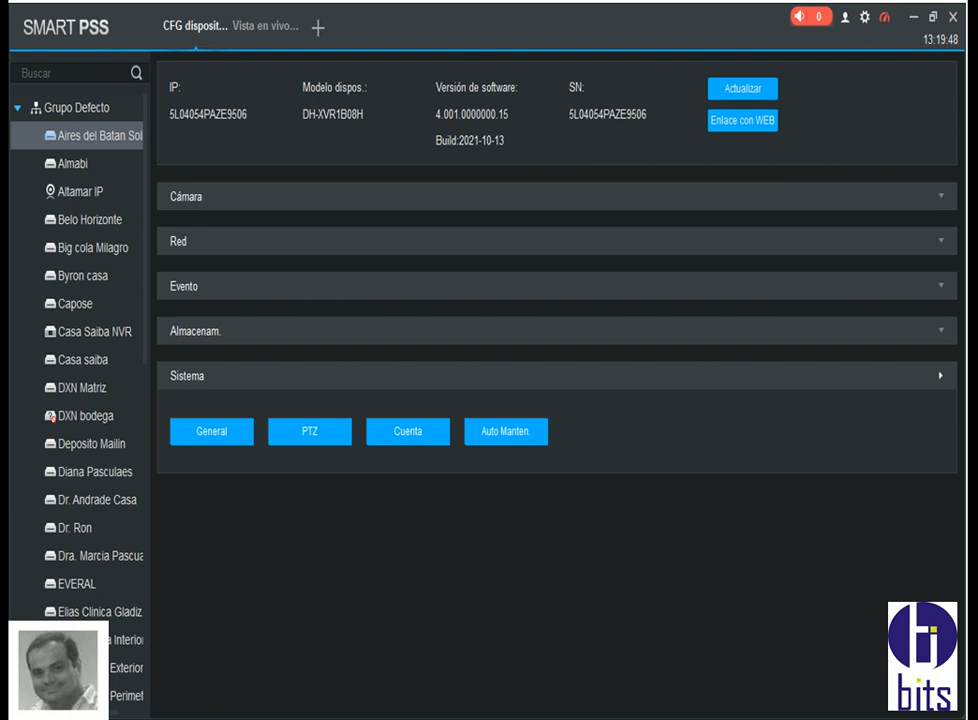 SMART PSS
CFG disposit... Vista en vivo...
0
13:19:48
Buscar
Grupo Defecto
Aires del Batan Sol
Almabi
Altamar IP
Belo Horizonte
Big cola Milagro
Byron casa
Capose
Casa Saiba NVR
Casa saiba
DXN Matriz
DXN bodega
Deposito Mailin
Diana Pasculaes
Dr. Andrade Casa
Dr. Ron
Dra. Marcia Pascua
EVERAL
Elias Clinica Gladiz
Interior
Exterior
Perimet
IP: Modelo dispos.: Versión de software: SN:
5L04054PAZE9506 DH-XVR1B08H 4.001.0000000.15 5L04054PAZE9506
Build:2021-10-13
Actualizar
Enlace con WEB
Cámara
Red
Evento
Almacenam.
Sistema
General PTZ Cuenta Auto Manten.
bits